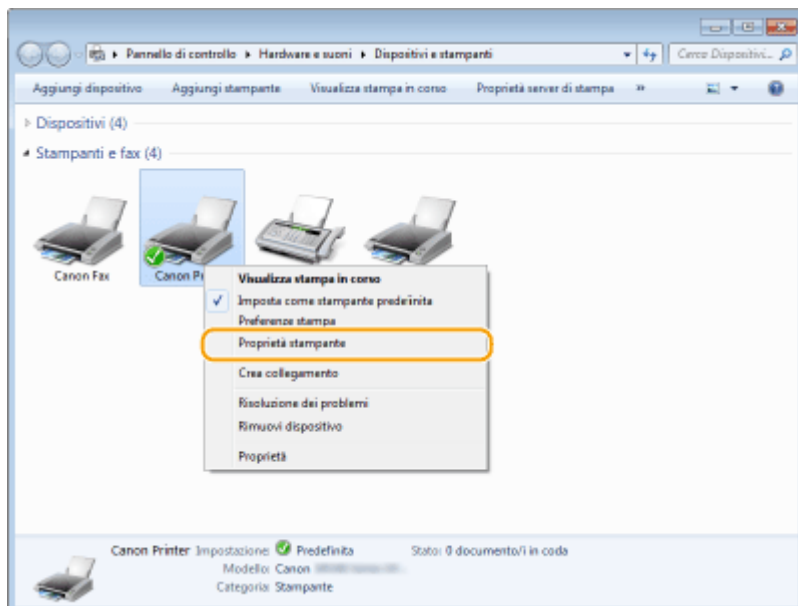 Pannello di controllo ▸ Hardware e suoni ▸ Dispositivi e stampanti
Cerca Dispositivi...
Aggiungi dispositivo Aggiungi stampante Visualizza stampa in corso Proprietà server di stampa »
Dispositivi (4)
Stampanti e fax (4)
Canon Fax
Canon
Visualizza stampa in corso
Imposta come stampante predefinita
Preferenze stampa
Proprietà stampante
Crea collegamento
Risoluzione dei problemi
Rimuovi dispositivo
Proprietà
Canon Printer Impostazione: Predefinita Stato: 0 documento/i in coda
Modello: Canon
Categoria: Stampante